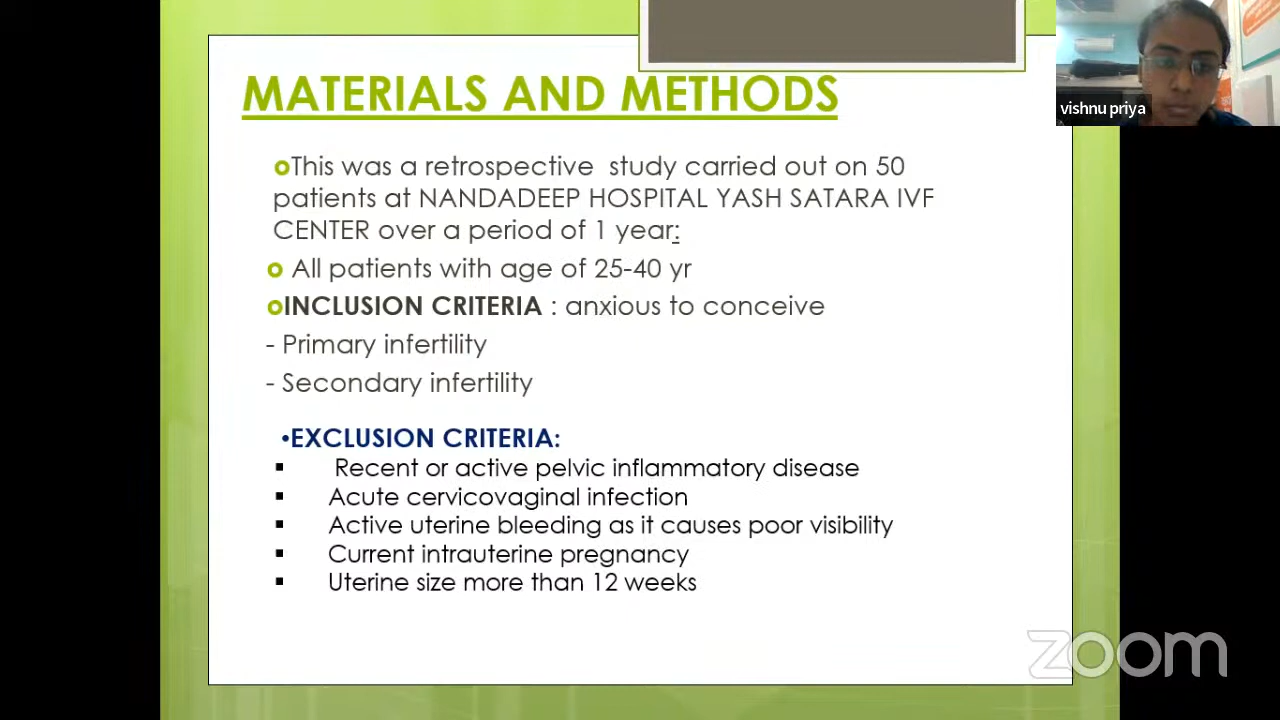 MATERIALS AND METHODS
vishnu priya
This was a retrospective study carried out on 50
patients at NANDADEEP HOSPITAL YASH SATARA IVF
CENTER over a period of 1 year:
All patients with age of 25-40 yr
INCLUSION CRITERIA : anxious to conceive
- Primary infertility
- Secondary infertility
•EXCLUSION CRITERIA:
▪ Recent or active pelvic inflammatory disease
▪ Acute cervicovaginal infection
▪ Active uterine bleeding as it causes poor visibility
▪ Current intrauterine pregnancy
▪ Uterine size more than 12 weeks
zoom